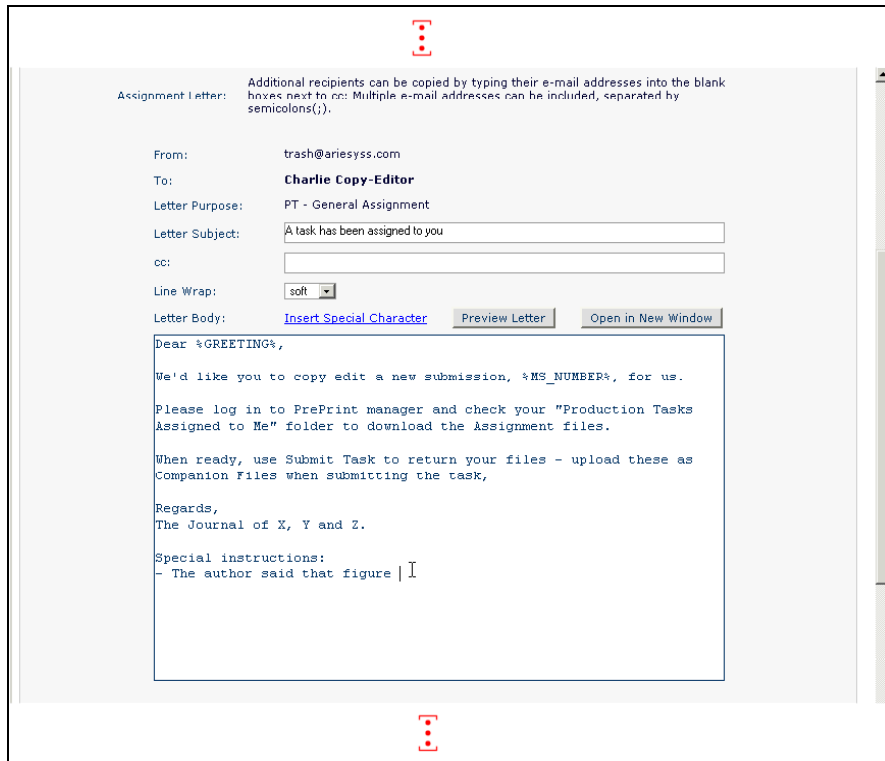 Additional recipients can be copied by typing their e-mail addresses into the blank
Assignment Letter: boxes next to cc: Multiple e-mail addresses can be included, separated by
semicolons(;).
From: trash@ariesyss.com
To: Charlie Copy-Editor
Letter Purpose: PT - General Assignment
Letter Subject: A task has been assigned to you
cc:
Line Wrap: soft
Letter Body: Insert Special Character Preview Letter Open in New Window
Dear %GREETING%,
We'd like you to copy edit a new submission, %MS_NUMBER%, for us.
Please log in to PrePrint manager and check your "Production Tasks
Assigned to Me" folder to download the Assignment files.
When ready, use Submit Task to return your files - upload these as
Companion Files when submitting the task,
Regards,
The Journal of X, Y and Z.
Special instructions:
- The author said that figure